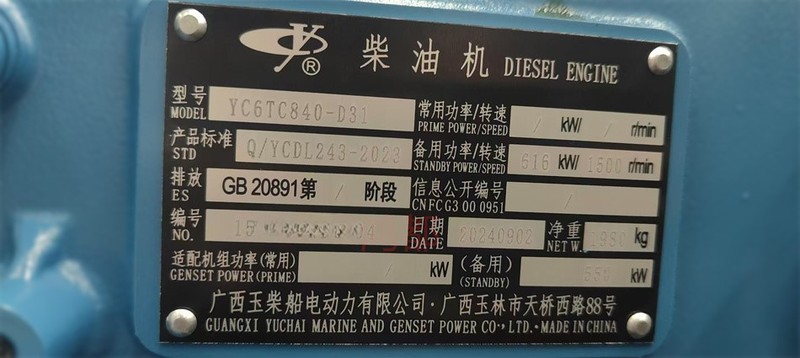 ® 柴油机 DIESEL ENGINE
型号 MODEL YC6TC840-D31 常用功率/转速 PRIME POWER/SPEED / kW/ / r/min
产品标准 STD Q/YCDL243-2023 备用功率/转速 STANDBY POWER/SPEED 616 kW/ 1500 r/min
排放 ES GB 20891第 / 阶段 信息公开编号 CNFCG3 00 0951 /
编号 NO. 日期 DATE 20240902 净重 NET W. 1980 kg
适配机组功率(常用) GENSET POWER (PRIME) / kW (备用) (STANDBY) 550 kW
广西玉柴船电动力有限公司·广西玉林市天桥西路88号
GUANGXI YUCHAI MARINE AND GENSET POWER CO., LTD. · MADE IN CHINA